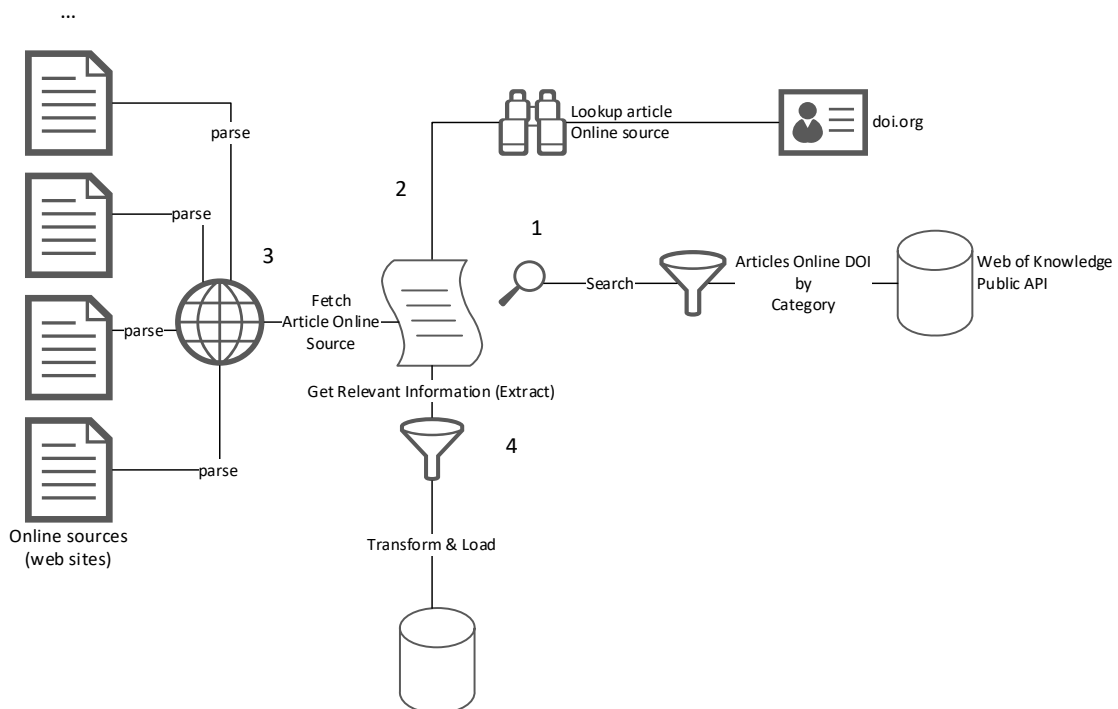 ...
parse
Lookup article
Online source
doi.org
2
parse
1
3
Search
Articles Online DOI
by
Category
Web of Knowledge
Public API
Fetch
Article Online
Source
parse
Get Relevant Information (Extract)
4
parse
Online sources
(web sites)
Transform & Load